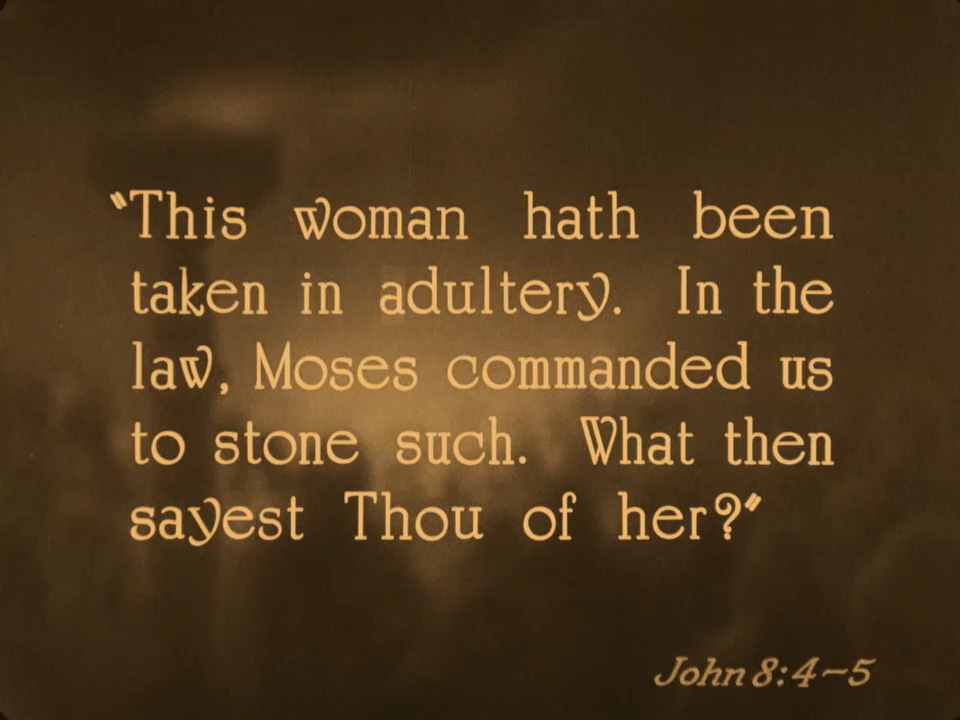 "This woman hath been
taken in adultery. In the
law, Moses commanded us
to stone such. What then
sayest Thou of her?"
John 8:4-5